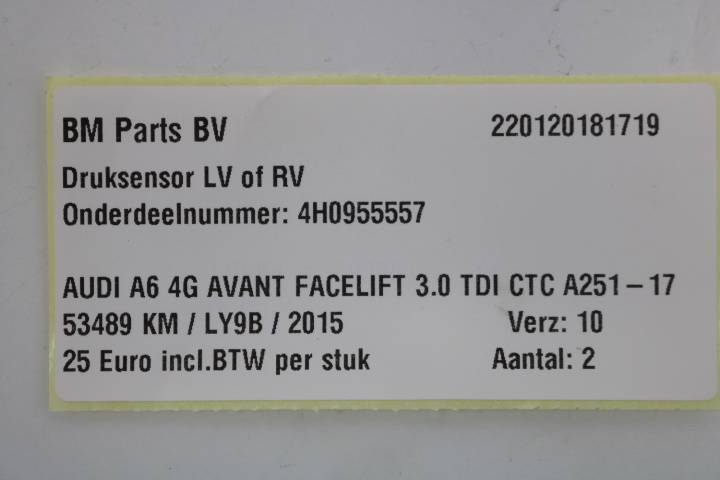 BM Parts BV 220120181719
Druksensor LV of RV
Onderdeelnummer: 4H0955557
AUDI A6 4G AVANT FACELIFT 3.0 TDI CTC A251-17
53489 KM / LY9B / 2015 Verz: 10
25 Euro incl.BTW per stuk Aantal: 2